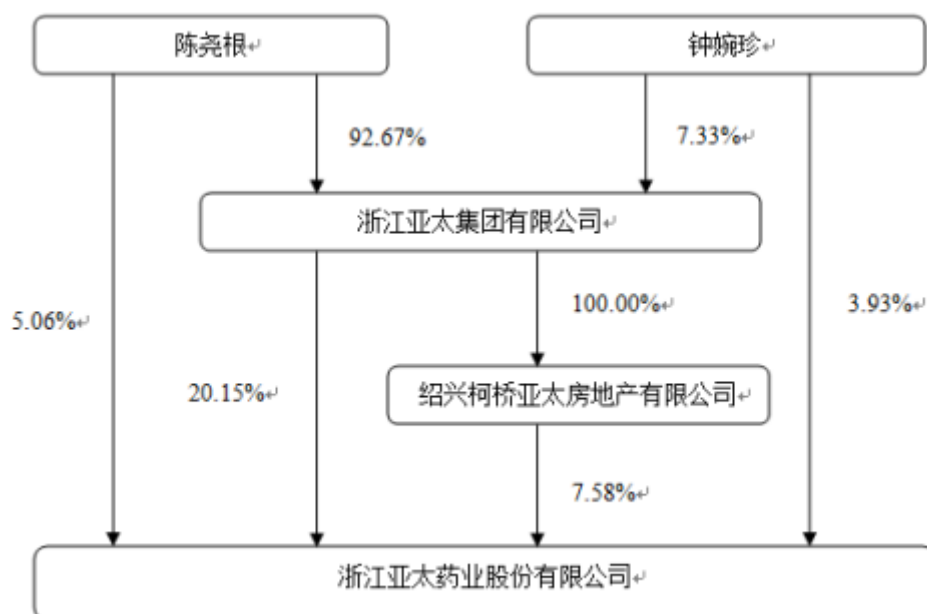 陈尧根
钟婉珍
92.67%
7.33%
浙江亚太集团有限公司
5.06%
100.00%
3.93%
20.15%
绍兴柯桥亚太房地产有限公司
7.58%
浙江亚太药业股份有限公司